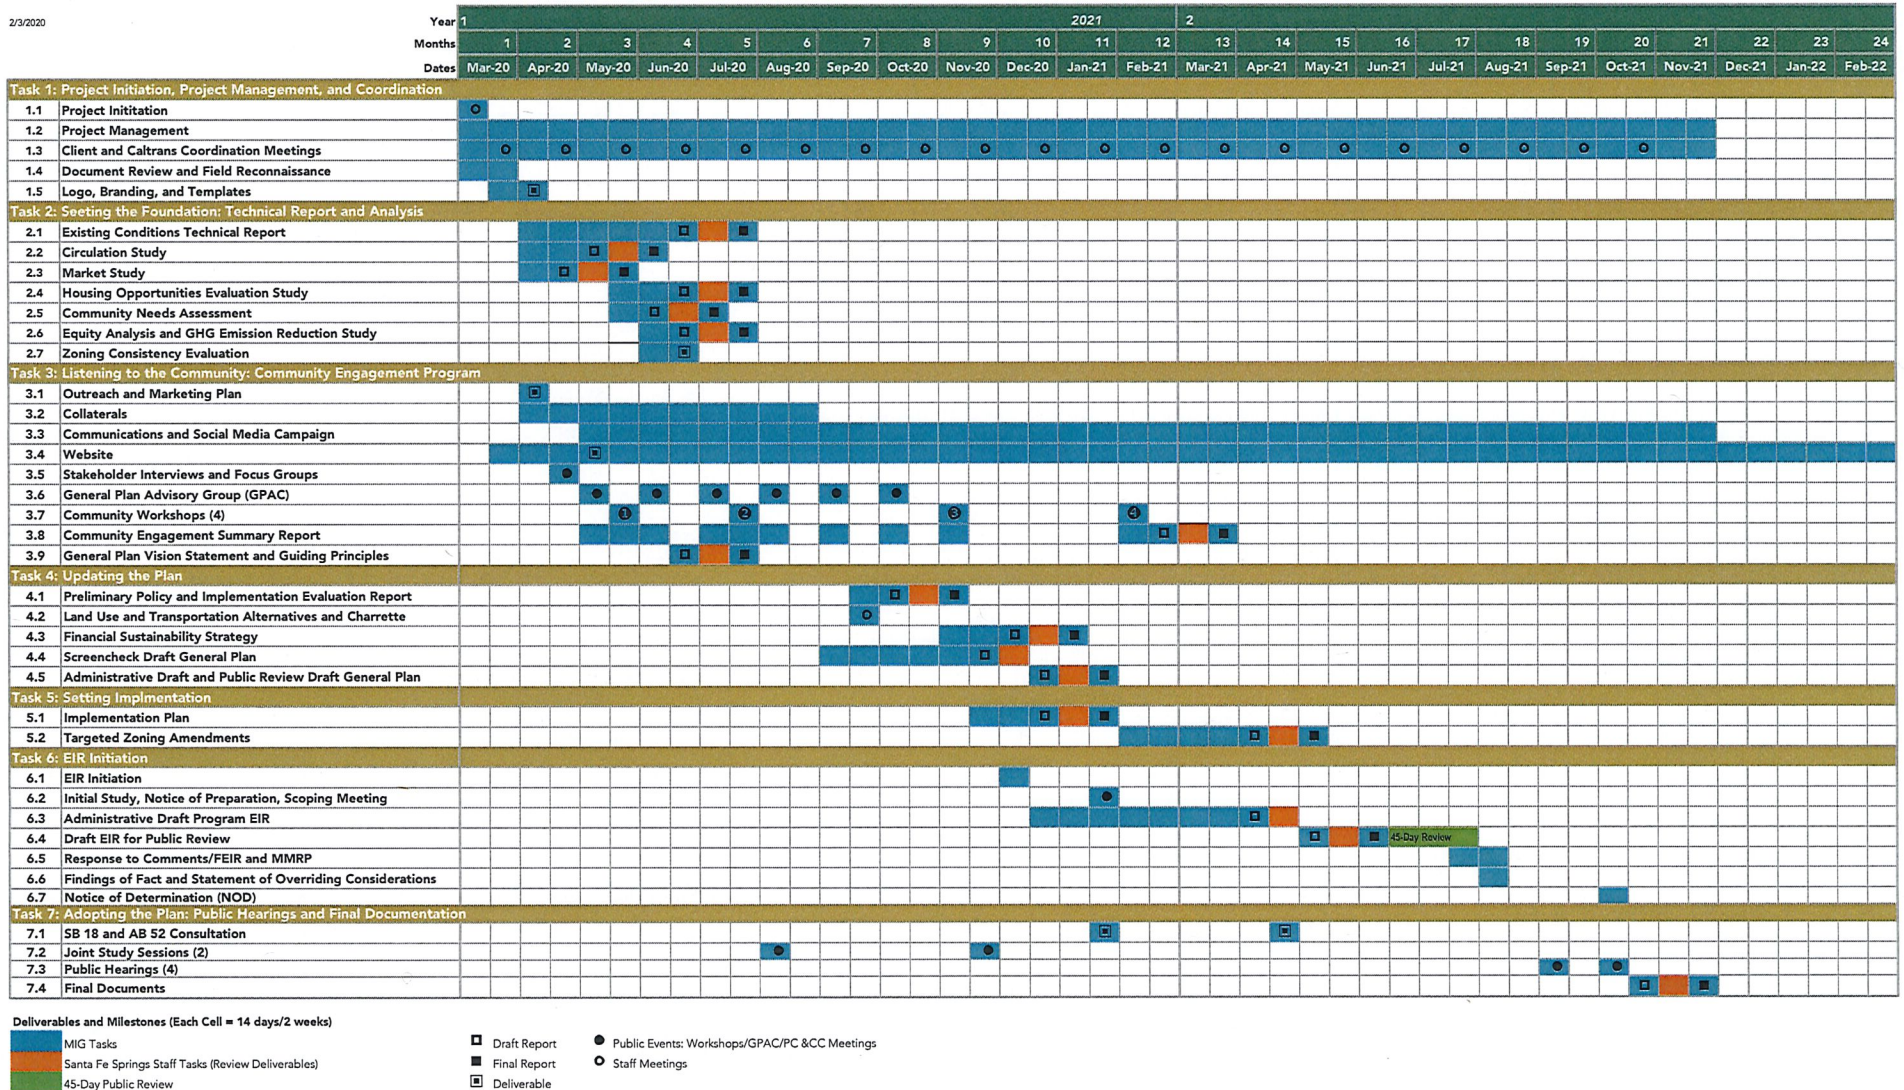 2/3/2020
Year 1 2021 2
Months 1 2 3 4 5 6 7 8 9 10 11 12 13 14 15 16 17 18 19 20 21 22 23 24
Dates Mar-20 Apr-20 May-20 Jun-20 Jul-20 Aug-20 Sep-20 Oct-20 Nov-20 Dec-20 Jan-21 Feb-21 Mar-21 Apr-21 May-21 Jun-21 Jul-21 Aug-21 Sep-21 Oct-21 Nov-21 Dec-21 Jan-22 Feb-22
Task 1: Project Initiation, Project Management, and Coordination
1.1 Project Inititation
1.2 Project Management
1.3 Client and Caltrans Coordination Meetings
1.4 Document Review and Field Reconnaissance
1.5 Logo, Branding, and Templates
Task 2: Seeting the Foundation: Technical Report and Analysis
2.1 Existing Conditions Technical Report
2.2 Circulation Study
2.3 Market Study
2.4 Housing Opportunities Evaluation Study
2.5 Community Needs Assessment
2.6 Equity Analysis and GHG Emission Reduction Study
2.7 Zoning Consistency Evaluation
Task 3: Listening to the Community: Community Engagement Program
3.1 Outreach and Marketing Plan
3.2 Collaterals
3.3 Communications and Social Media Campaign
3.4 Website
3.5 Stakeholder Interviews and Focus Groups
3.6 General Plan Advisory Group (GPAC)
3.7 Community Workshops (4) 1 2 3 4
3.8 Community Engagement Summary Report
3.9 General Plan Vision Statement and Guiding Principles
Task 4: Updating the Plan
4.1 Preliminary Policy and Implementation Evaluation Report
4.2 Land Use and Transportation Alternatives and Charrette
4.3 Financial Sustainability Strategy
4.4 Screencheck Draft General Plan
4.5 Administrative Draft and Public Review Draft General Plan
Task 5: Setting Implmentation
5.1 Implementation Plan
5.2 Targeted Zoning Amendments
Task 6: EIR Initiation
6.1 EIR Initiation
6.2 Initial Study, Notice of Preparation, Scoping Meeting
6.3 Administrative Draft Program EIR
6.4 Draft EIR for Public Review 45-Day Review
6.5 Response to Comments/FEIR and MMRP
6.6 Findings of Fact and Statement of Overriding Considerations
6.7 Notice of Determination (NOD)
Task 7: Adopting the Plan: Public Hearings and Final Documentation
7.1 SB 18 and AB 52 Consultation
7.2 Joint Study Sessions (2)
7.3 Public Hearings (4)
7.4 Final Documents
Deliverables and Milestones (Each Cell = 14 days/2 weeks)
MIG Tasks
Santa Fe Springs Staff Tasks (Review Deliverables)
45-Day Public Review
Draft Report
Final Report
Deliverable
Public Events: Workshops/GPAC/PC &CC Meetings
Staff Meetings